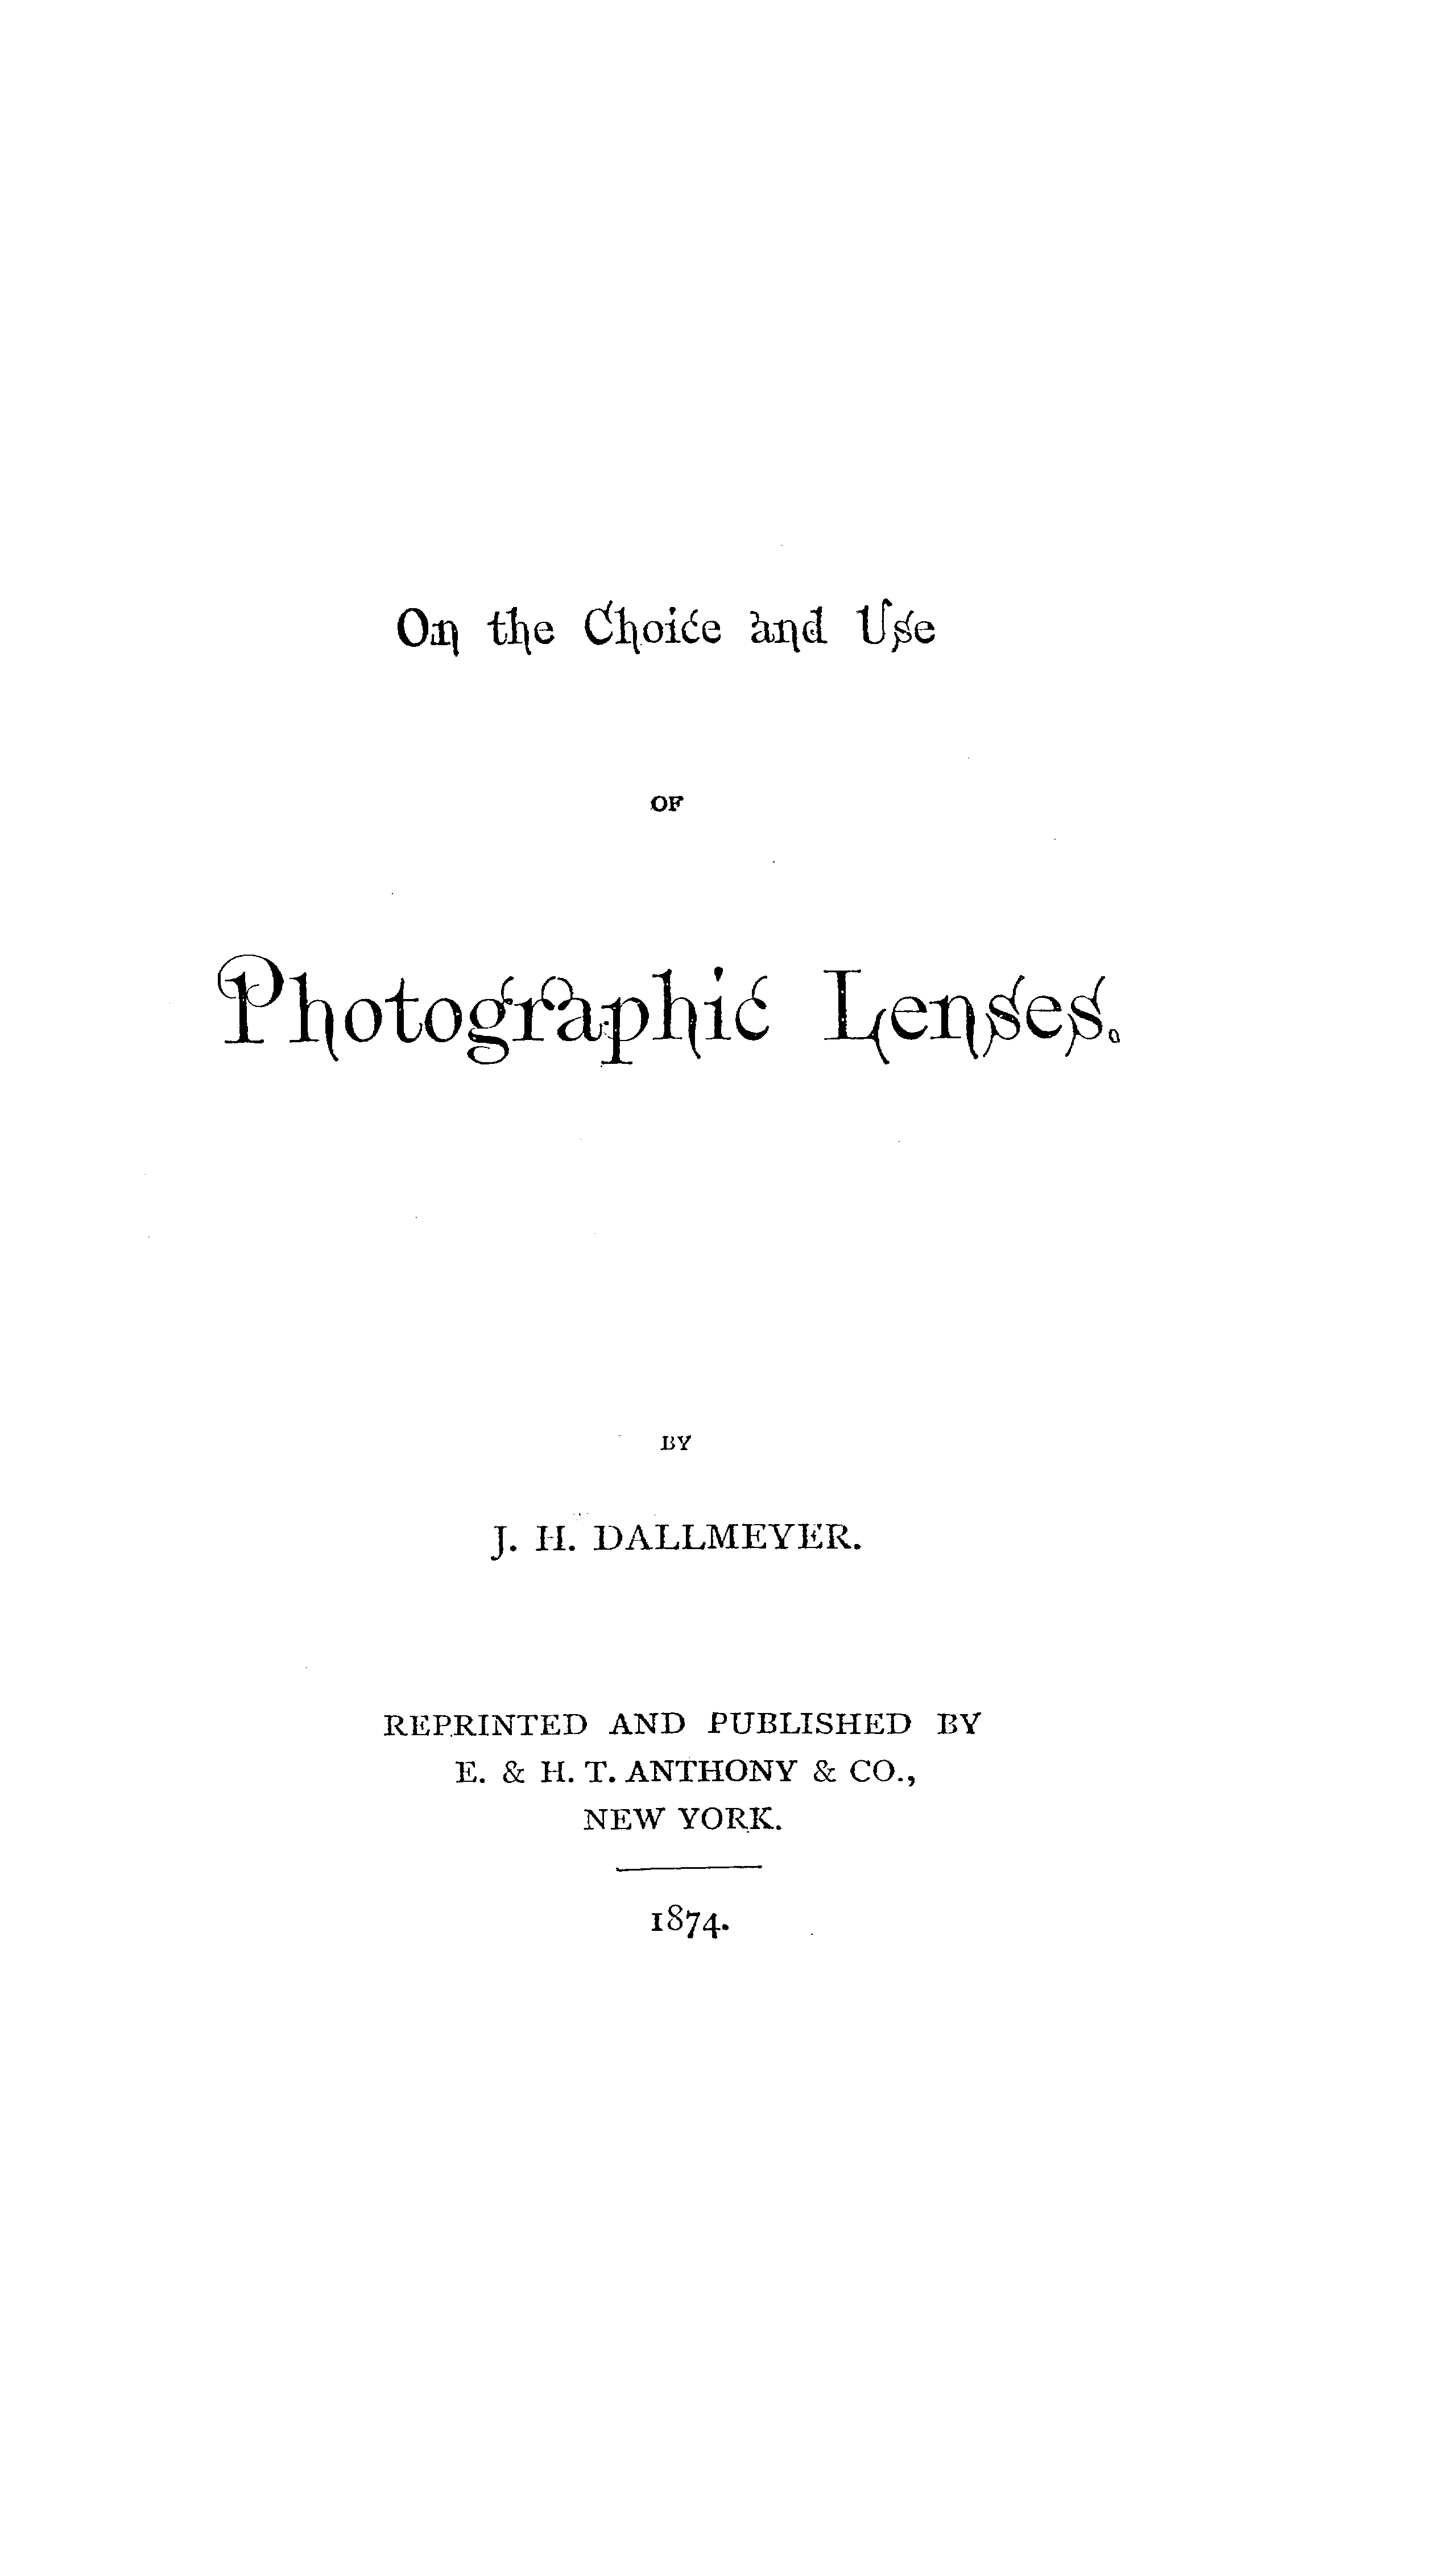 On the Choice and Use
OF
Photographic Lenses.
BY
J. H. DALLMEYER.
REPRINTED AND PUBLISHED BY
E. & H. T. ANTHONY & CO.,
NEW YORK.
1874.